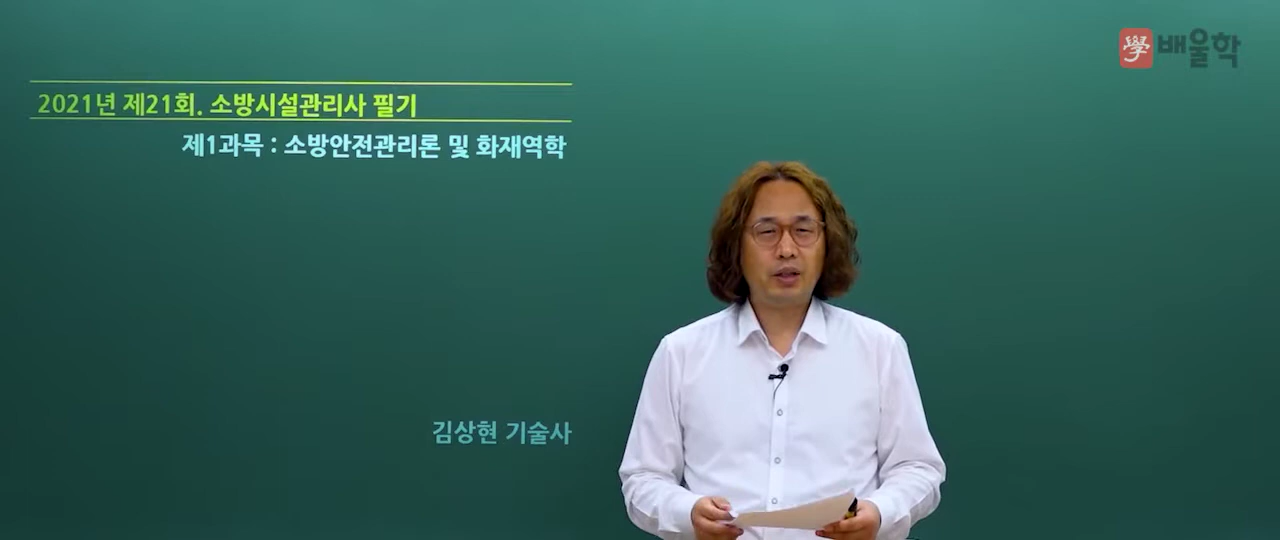 學 배울학
2021년 제21회. 소방시설관리사 필기
제1과목 : 소방안전관리론 및 화재역학
김상현 기술사